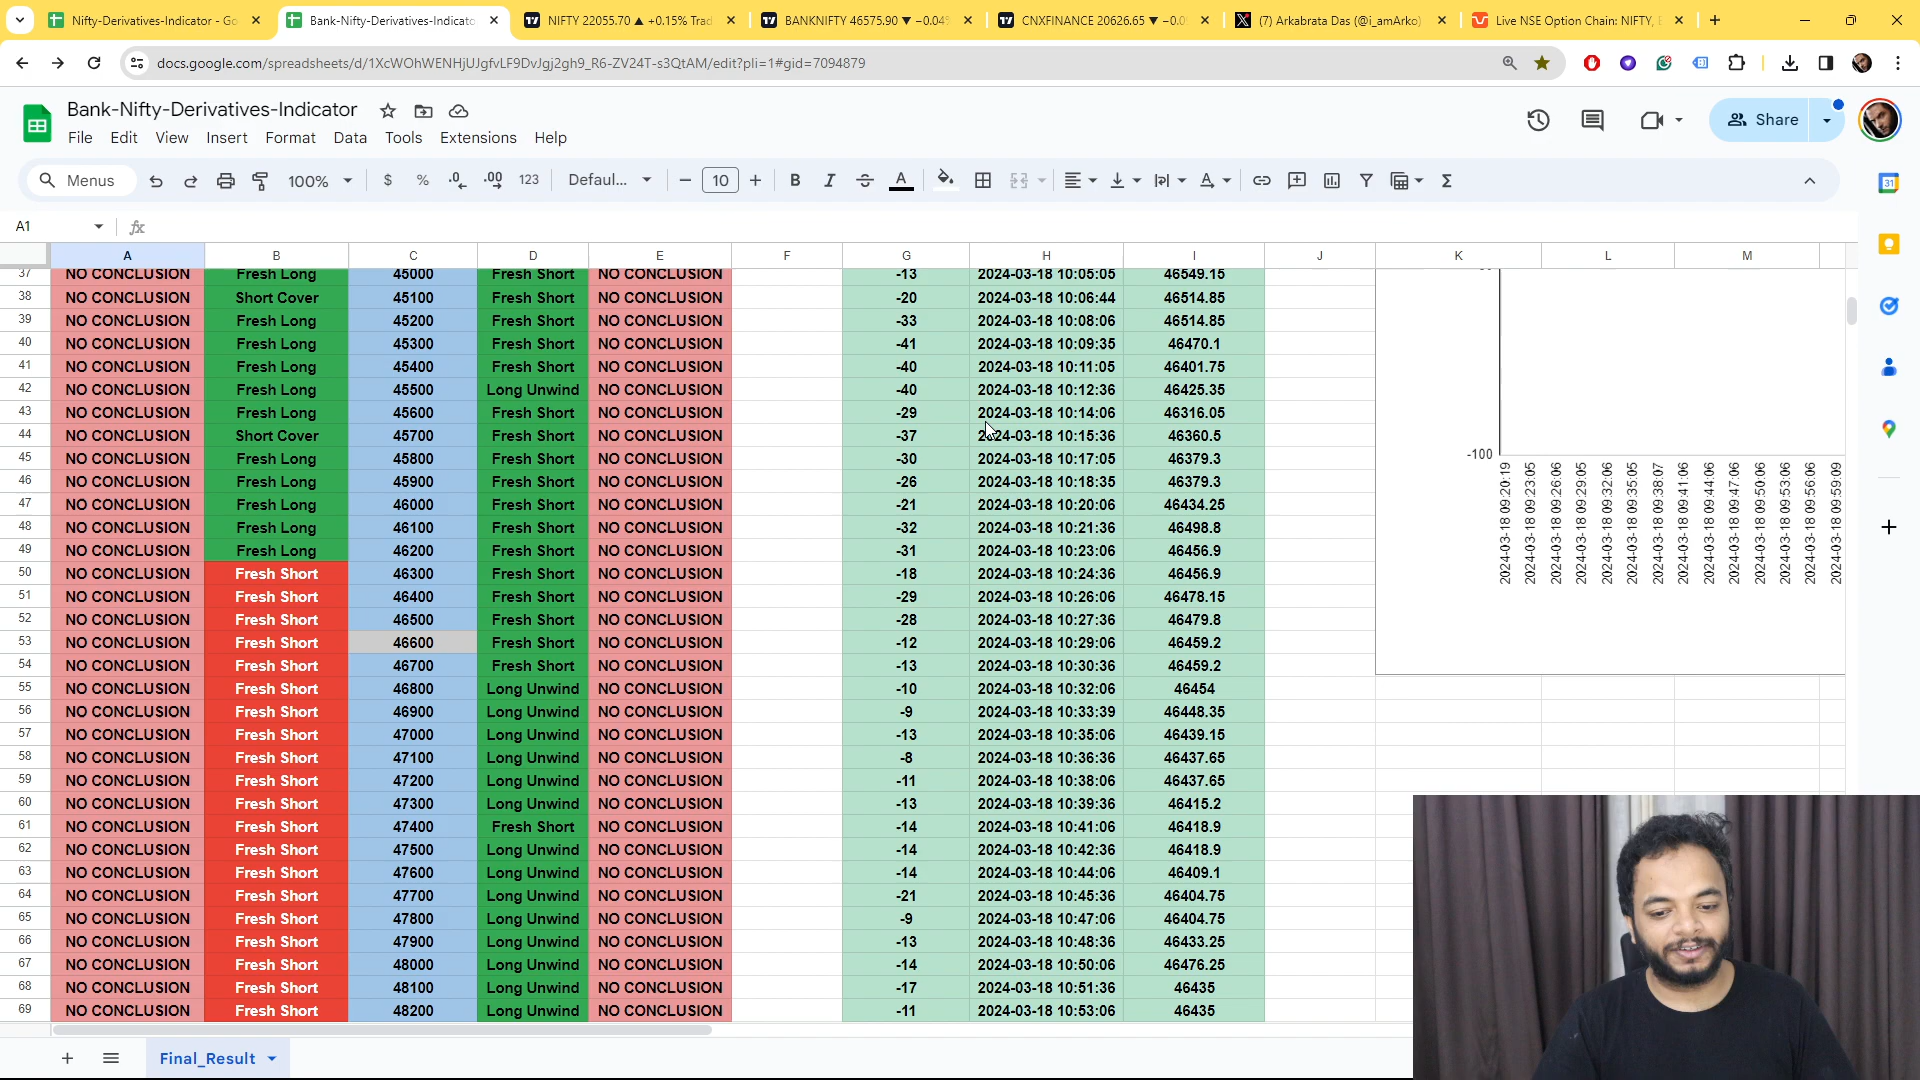 Nifty-Derivatives-Indicator - Go
Bank-Nifty-Derivatives-Indicato
NIFTY 22055.70 ▲ +0.15% Trad
BANKNIFTY 46575.90 ▼ −0.04%
CNXFINANCE 20626.65 ▼ −0.0
(7) Arkabrata Das (@i_amArko)
Live NSE Option Chain: NIFTY,
docs.google.com/spreadsheets/d/1XcWOhWENHjUJgfvLF9DvJgj2gh9_R6-ZV24T-s3QtAM/edit?pli=1#gid=7094879
Bank-Nifty-Derivatives-Indicator
File Edit View Insert Format Data Tools Extensions Help
Share
Menus 100% $ % .0 .00 123 Defaul... 10 B I A
A1 fx
A B C D E F G H I J K L M
37 NO CONCLUSION Fresh Long 45000 Fresh Short NO CONCLUSION -13 2024-03-18 10:05:05 46549.15
38 NO CONCLUSION Short Cover 45100 Fresh Short NO CONCLUSION -20 2024-03-18 10:06:44 46514.85
39 NO CONCLUSION Fresh Long 45200 Fresh Short NO CONCLUSION -33 2024-03-18 10:08:06 46514.85
40 NO CONCLUSION Fresh Long 45300 Fresh Short NO CONCLUSION -41 2024-03-18 10:09:35 46470.1
41 NO CONCLUSION Fresh Long 45400 Fresh Short NO CONCLUSION -40 2024-03-18 10:11:05 46401.75
42 NO CONCLUSION Fresh Long 45500 Long Unwind NO CONCLUSION -40 2024-03-18 10:12:36 46425.35
43 NO CONCLUSION Fresh Long 45600 Fresh Short NO CONCLUSION -29 2024-03-18 10:14:06 46316.05
44 NO CONCLUSION Short Cover 45700 Fresh Short NO CONCLUSION -37 2024-03-18 10:15:36 46360.5
45 NO CONCLUSION Fresh Long 45800 Fresh Short NO CONCLUSION -30 2024-03-18 10:17:05 46379.3
46 NO CONCLUSION Fresh Long 45900 Fresh Short NO CONCLUSION -26 2024-03-18 10:18:35 46379.3
47 NO CONCLUSION Fresh Long 46000 Fresh Short NO CONCLUSION -21 2024-03-18 10:20:06 46434.25
48 NO CONCLUSION Fresh Long 46100 Fresh Short NO CONCLUSION -32 2024-03-18 10:21:36 46498.8
49 NO CONCLUSION Fresh Long 46200 Fresh Short NO CONCLUSION -31 2024-03-18 10:23:06 46456.9
50 NO CONCLUSION Fresh Short 46300 Fresh Short NO CONCLUSION -18 2024-03-18 10:24:36 46456.9
51 NO CONCLUSION Fresh Short 46400 Fresh Short NO CONCLUSION -29 2024-03-18 10:26:06 46478.15
52 NO CONCLUSION Fresh Short 46500 Fresh Short NO CONCLUSION -28 2024-03-18 10:27:36 46479.8
53 NO CONCLUSION Fresh Short 46600 Fresh Short NO CONCLUSION -12 2024-03-18 10:29:06 46459.2
54 NO CONCLUSION Fresh Short 46700 Fresh Short NO CONCLUSION -13 2024-03-18 10:30:36 46459.2
55 NO CONCLUSION Fresh Short 46800 Long Unwind NO CONCLUSION -10 2024-03-18 10:32:06 46454
56 NO CONCLUSION Fresh Short 46900 Long Unwind NO CONCLUSION -9 2024-03-18 10:33:39 46448.35
57 NO CONCLUSION Fresh Short 47000 Long Unwind NO CONCLUSION -13 2024-03-18 10:35:06 46439.15
58 NO CONCLUSION Fresh Short 47100 Long Unwind NO CONCLUSION -8 2024-03-18 10:36:36 46437.65
59 NO CONCLUSION Fresh Short 47200 Long Unwind NO CONCLUSION -11 2024-03-18 10:38:06 46437.65
60 NO CONCLUSION Fresh Short 47300 Long Unwind NO CONCLUSION -13 2024-03-18 10:39:36 46415.2
61 NO CONCLUSION Fresh Short 47400 Fresh Short NO CONCLUSION -14 2024-03-18 10:41:06 46418.9
62 NO CONCLUSION Fresh Short 47500 Long Unwind NO CONCLUSION -14 2024-03-18 10:42:36 46418.9
63 NO CONCLUSION Fresh Short 47600 Long Unwind NO CONCLUSION -14 2024-03-18 10:44:06 46409.1
64 NO CONCLUSION Fresh Short 47700 Long Unwind NO CONCLUSION -21 2024-03-18 10:45:36 46404.75
65 NO CONCLUSION Fresh Short 47800 Long Unwind NO CONCLUSION -9 2024-03-18 10:47:06 46404.75
66 NO CONCLUSION Fresh Short 47900 Long Unwind NO CONCLUSION -13 2024-03-18 10:48:36 46433.25
67 NO CONCLUSION Fresh Short 48000 Long Unwind NO CONCLUSION -14 2024-03-18 10:50:06 46476.25
68 NO CONCLUSION Fresh Short 48100 Long Unwind NO CONCLUSION -17 2024-03-18 10:51:36 46435
69 NO CONCLUSION Fresh Short 48200 Long Unwind NO CONCLUSION -11 2024-03-18 10:53:06 46435
-100
2024-03-18 09:20:19
2024-03-18 09:23:05
2024-03-18 09:26:06
2024-03-18 09:29:05
2024-03-18 09:32:06
2024-03-18 09:35:05
2024-03-18 09:38:07
2024-03-18 09:41:06
2024-03-18 09:44:06
2024-03-18 09:47:06
2024-03-18 09:50:06
2024-03-18 09:53:06
2024-03-18 09:56:06
2024-03-18 09:59:09
Final_Result